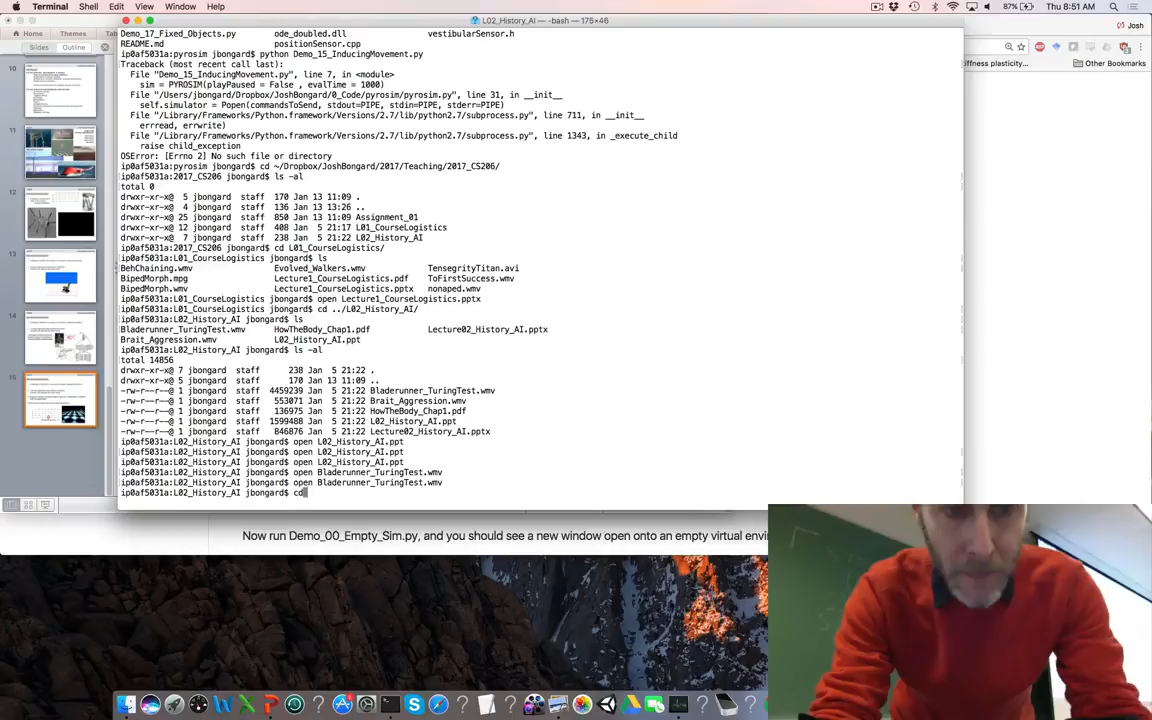 Terminal Shell Edit View Window Help 87% Thu 8:51 AM
L02_History_AI — -bash — 175×46
Home Themes Tab
Slides Outline
Josh
tiffness plasticity... Other Bookmarks
10
11
12
13
14
15
Demo_17_Fixed_Objects.py ode_doubled.dll vestibularSensor.h
README.md positionSensor.cpp
ip0af5031a:pyrosim jbongard$ python Demo_15_InducingMovement.py
Traceback (most recent call last):
File "Demo_15_InducingMovement.py", line 7, in <module>
sim = PYROSIM(playPaused = False , evalTime = 1000)
File "/Users/jbongard/Dropbox/JoshBongard/0_Code/pyrosim/pyrosim.py", line 31, in __init__
self.simulator = Popen(commandsToSend, stdout=PIPE, stdin=PIPE, stderr=PIPE)
File "/Library/Frameworks/Python.framework/Versions/2.7/lib/python2.7/subprocess.py", line 711, in __init__
errread, errwrite)
File "/Library/Frameworks/Python.framework/Versions/2.7/lib/python2.7/subprocess.py", line 1343, in _execute_child
raise child_exception
OSError: [Errno 2] No such file or directory
ip0af5031a:pyrosim jbongard$ cd ~/Dropbox/JoshBongard/2017/Teaching/2017_CS206/
ip0af5031a:2017_CS206 jbongard$ ls -al
total 0
drwxr-xr-x@ 5 jbongard staff 170 Jan 13 11:09 .
drwxr-xr-x@ 4 jbongard staff 136 Jan 13 13:26 ..
drwxr-xr-x@ 25 jbongard staff 850 Jan 13 11:09 Assignment_01
drwxr-xr-x@ 12 jbongard staff 408 Jan 5 21:17 L01_CourseLogistics
drwxr-xr-x@ 7 jbongard staff 238 Jan 5 21:22 L02_History_AI
ip0af5031a:2017_CS206 jbongard$ cd L01_CourseLogistics/
ip0af5031a:L01_CourseLogistics jbongard$ ls
BehChaining.wmv Evolved_Walkers.wmv TensegrityTitan.avi
BipedMorph.mpg Lecture1_CourseLogistics.pdf ToFirstSuccess.wmv
BipedMorph.wmv Lecture1_CourseLogistics.pptx nonaped.wmv
ip0af5031a:L01_CourseLogistics jbongard$ open Lecture1_CourseLogistics.pptx
ip0af5031a:L01_CourseLogistics jbongard$ cd ../L02_History_AI/
ip0af5031a:L02_History_AI jbongard$ ls
Bladerunner_TuringTest.wmv HowTheBody_Chap1.pdf Lecture02_History_AI.pptx
Brait_Aggression.wmv L02_History_AI.ppt
ip0af5031a:L02_History_AI jbongard$ ls -al
total 14856
drwxr-xr-x@ 7 jbongard staff 238 Jan 5 21:22 .
drwxr-xr-x@ 5 jbongard staff 170 Jan 13 11:09 ..
-rw-r--r--@ 1 jbongard staff 4459239 Jan 5 21:22 Bladerunner_TuringTest.wmv
-rw-r--r--@ 1 jbongard staff 553071 Jan 5 21:22 Brait_Aggression.wmv
-rw-r--r--@ 1 jbongard staff 136975 Jan 5 21:22 HowTheBody_Chap1.pdf
-rw-r--r--@ 1 jbongard staff 1599488 Jan 5 21:22 L02_History_AI.ppt
-rw-r--r--@ 1 jbongard staff 846876 Jan 5 21:22 Lecture02_History_AI.pptx
ip0af5031a:L02_History_AI jbongard$ open L02_History_AI.ppt
ip0af5031a:L02_History_AI jbongard$ open L02_History_AI.ppt
ip0af5031a:L02_History_AI jbongard$ open L02_History_AI.ppt
ip0af5031a:L02_History_AI jbongard$ open Bladerunner_TuringTest.wmv
ip0af5031a:L02_History_AI jbongard$ open Bladerunner_TuringTest.wmv
ip0af5031a:L02_History_AI jbongard$ cd
Now run Demo_00_Empty_Sim.py, and you should see a new window open onto an empty virtual envi